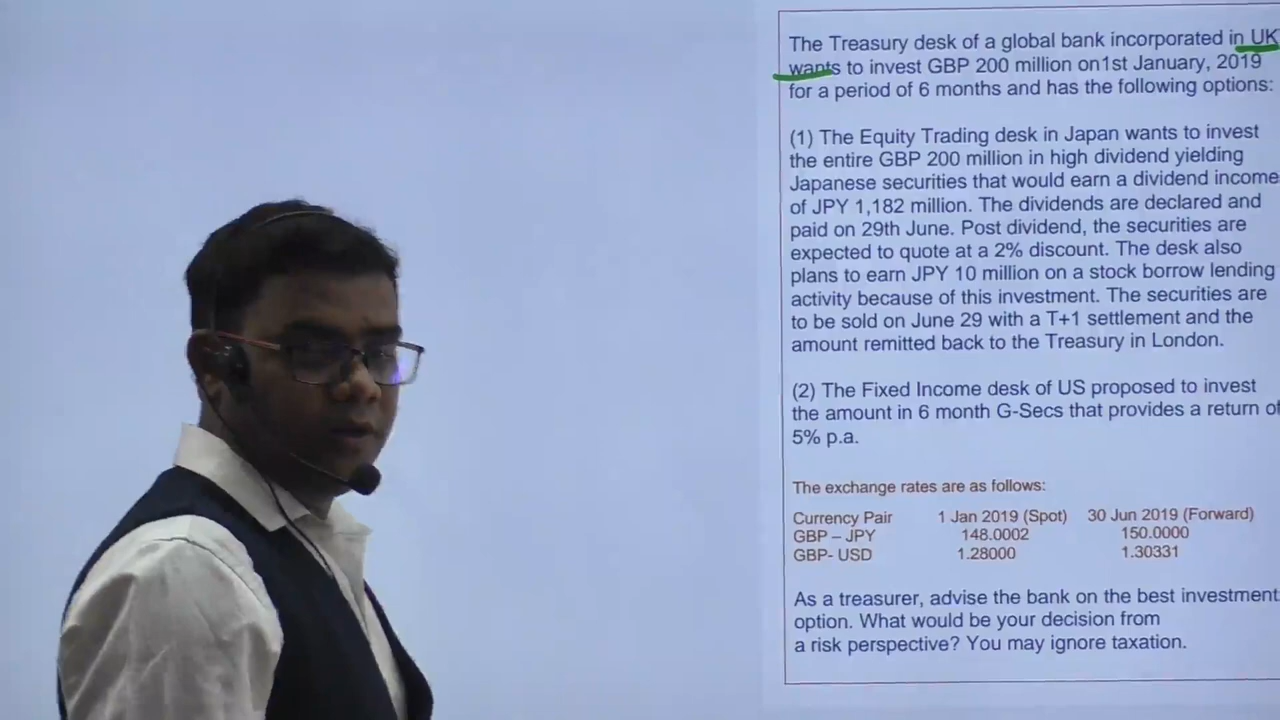 The Treasury desk of a global bank incorporated in UK
wants to invest GBP 200 million on1st January, 2019
for a period of 6 months and has the following options:
(1) The Equity Trading desk in Japan wants to invest
the entire GBP 200 million in high dividend yielding
Japanese securities that would earn a dividend income
of JPY 1,182 million. The dividends are declared and
paid on 29th June. Post dividend, the securities are
expected to quote at a 2% discount. The desk also
plans to earn JPY 10 million on a stock borrow lending
activity because of this investment. The securities are
to be sold on June 29 with a T+1 settlement and the
amount remitted back to the Treasury in London.
(2) The Fixed Income desk of US proposed to invest
the amount in 6 month G-Secs that provides a return of
5% p.a.
The exchange rates are as follows:
Currency Pair 1 Jan 2019 (Spot) 30 Jun 2019 (Forward)
GBP – JPY 148.0002 150.0000
GBP- USD 1.28000 1.30331
As a treasurer, advise the bank on the best investment
option. What would be your decision from
a risk perspective? You may ignore taxation.